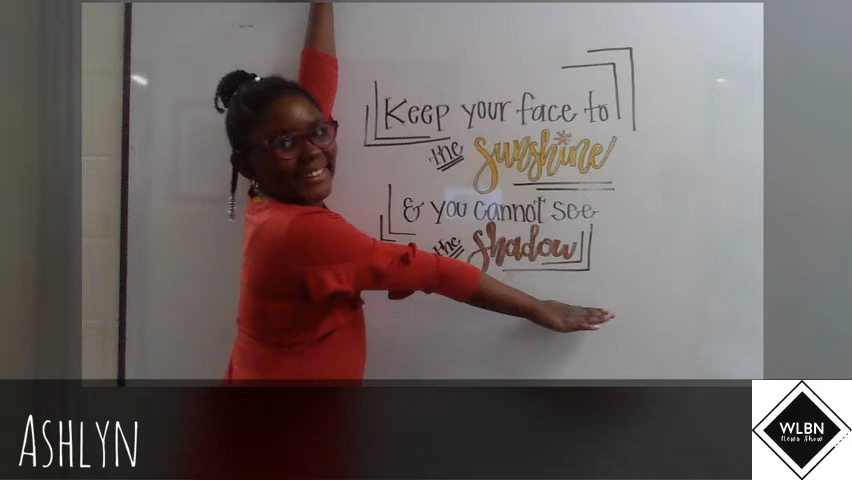 Keep your face to
the sunshine
& you cannot see
the shadow
ASHLYN
WLBN
News Show